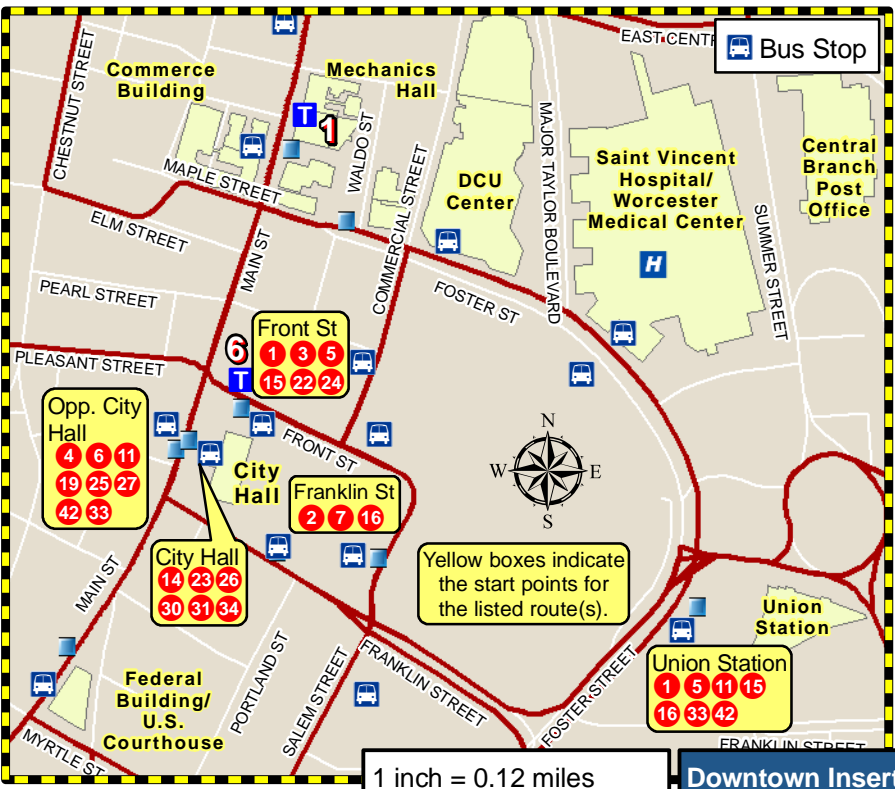 EAST CENT
Bus Stop
CHESTNUT STREET
Commerce
Building
Mechanics
Hall
T
1
WALDO ST
MAPLE STREET
ELM STREET
MAIN ST
COMMERCIAL STREET
DCU
Center
MAJOR TAYLOR BOULEVARD
Saint Vincent
Hospital/
Worcester
Medical Center
H
SUMMER STREET
Central
Branch
Post
Office
PEARL STREET
FOSTER ST
PLEASANT STREET
6
T
Front St
1 3 5
15 22 24
Opp. City
Hall
4 6 11
19 25 27
42 33
FRONT ST
City
Hall
N
W E
S
Franklin St
2 7 16
City Hall
14 23 26
30 31 34
Yellow boxes indicate
the start points for
the listed route(s).
MAIN ST
Union
Station
Union Station
1 5 11 15
16 33 42
Federal
Building/
U.S.
Courthouse
PORTLAND ST
SALEM STREET
FRANKLIN STREET
FOSTER STREET
MYRTLE ST
FRANKLIN STREET
1 inch = 0.12 miles
Downtown Insert